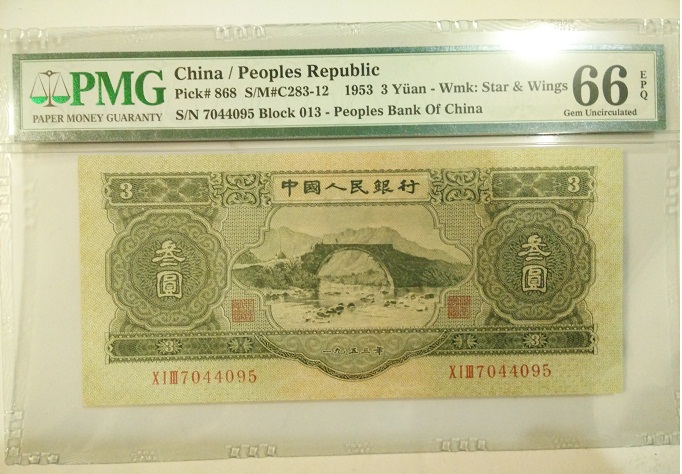 PMG
PAPER MONEY GUARANTY
China / Peoples Republic
Pick# 868 S/M#C283-12 1953 3 Yüan - Wmk: Star & Wings
S/N 7044095 Block 013 - Peoples Bank Of China
66 EPQ
Gem Uncirculated
3 3
中國人民銀行
叁圓 叁圓
3 3
一九五三年
XIⅢ7044095 XIⅢ7044095